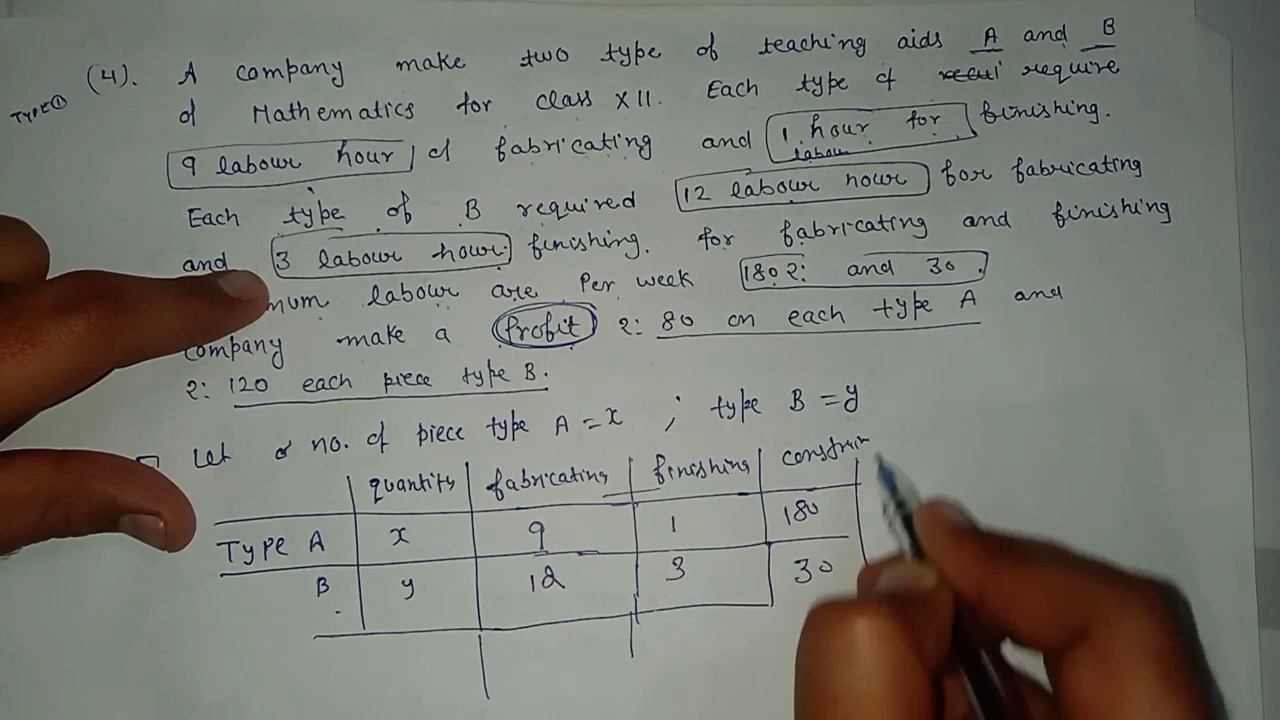 TYPE①
(4). A company make two type of teaching aids A and B
of Mathematics for class XII. Each type of require
9 labour hour of fabricating and 1 hour for finishing.
labour
Each type of B required 12 labour hour for fabricating
and 3 labour hour finishing. for fabricating and finishing
mum labour are Per week 180 and 30.
company make a Profit 80 on each type A and
120 each piece type B.
Let no. of piece type A = x ; type B = y
quantity fabricating finishing constrain
TYPE A x 9 1 180
B y 12 3 30